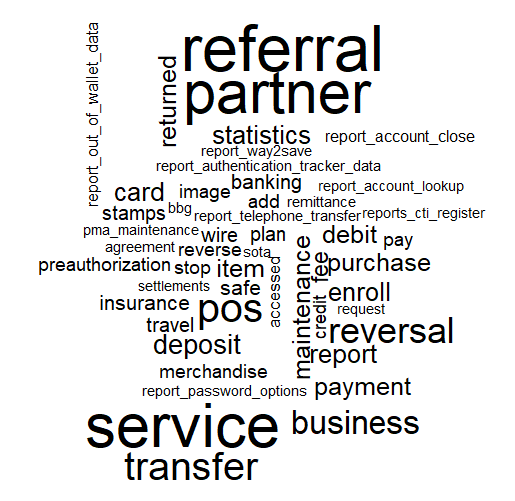 referral
partner
report_out_of_wallet_data
returned
statistics
report_account_close
report_way2save
report_authentication_tracker_data
banking
card
image
report_account_lookup
add
remittance
stamps
bbg
report_telephone_transfer
reports_cti_register
pma_maintenance
wire
plan
debit
pay
agreement
reverse
sota
preauthorization
stop
item
accessed
maintenance
fee
purchase
settlements
safe
insurance
pos
credit
enroll
request
travel
reversal
deposit
report
merchandise
report_password_options
payment
service
business
transfer